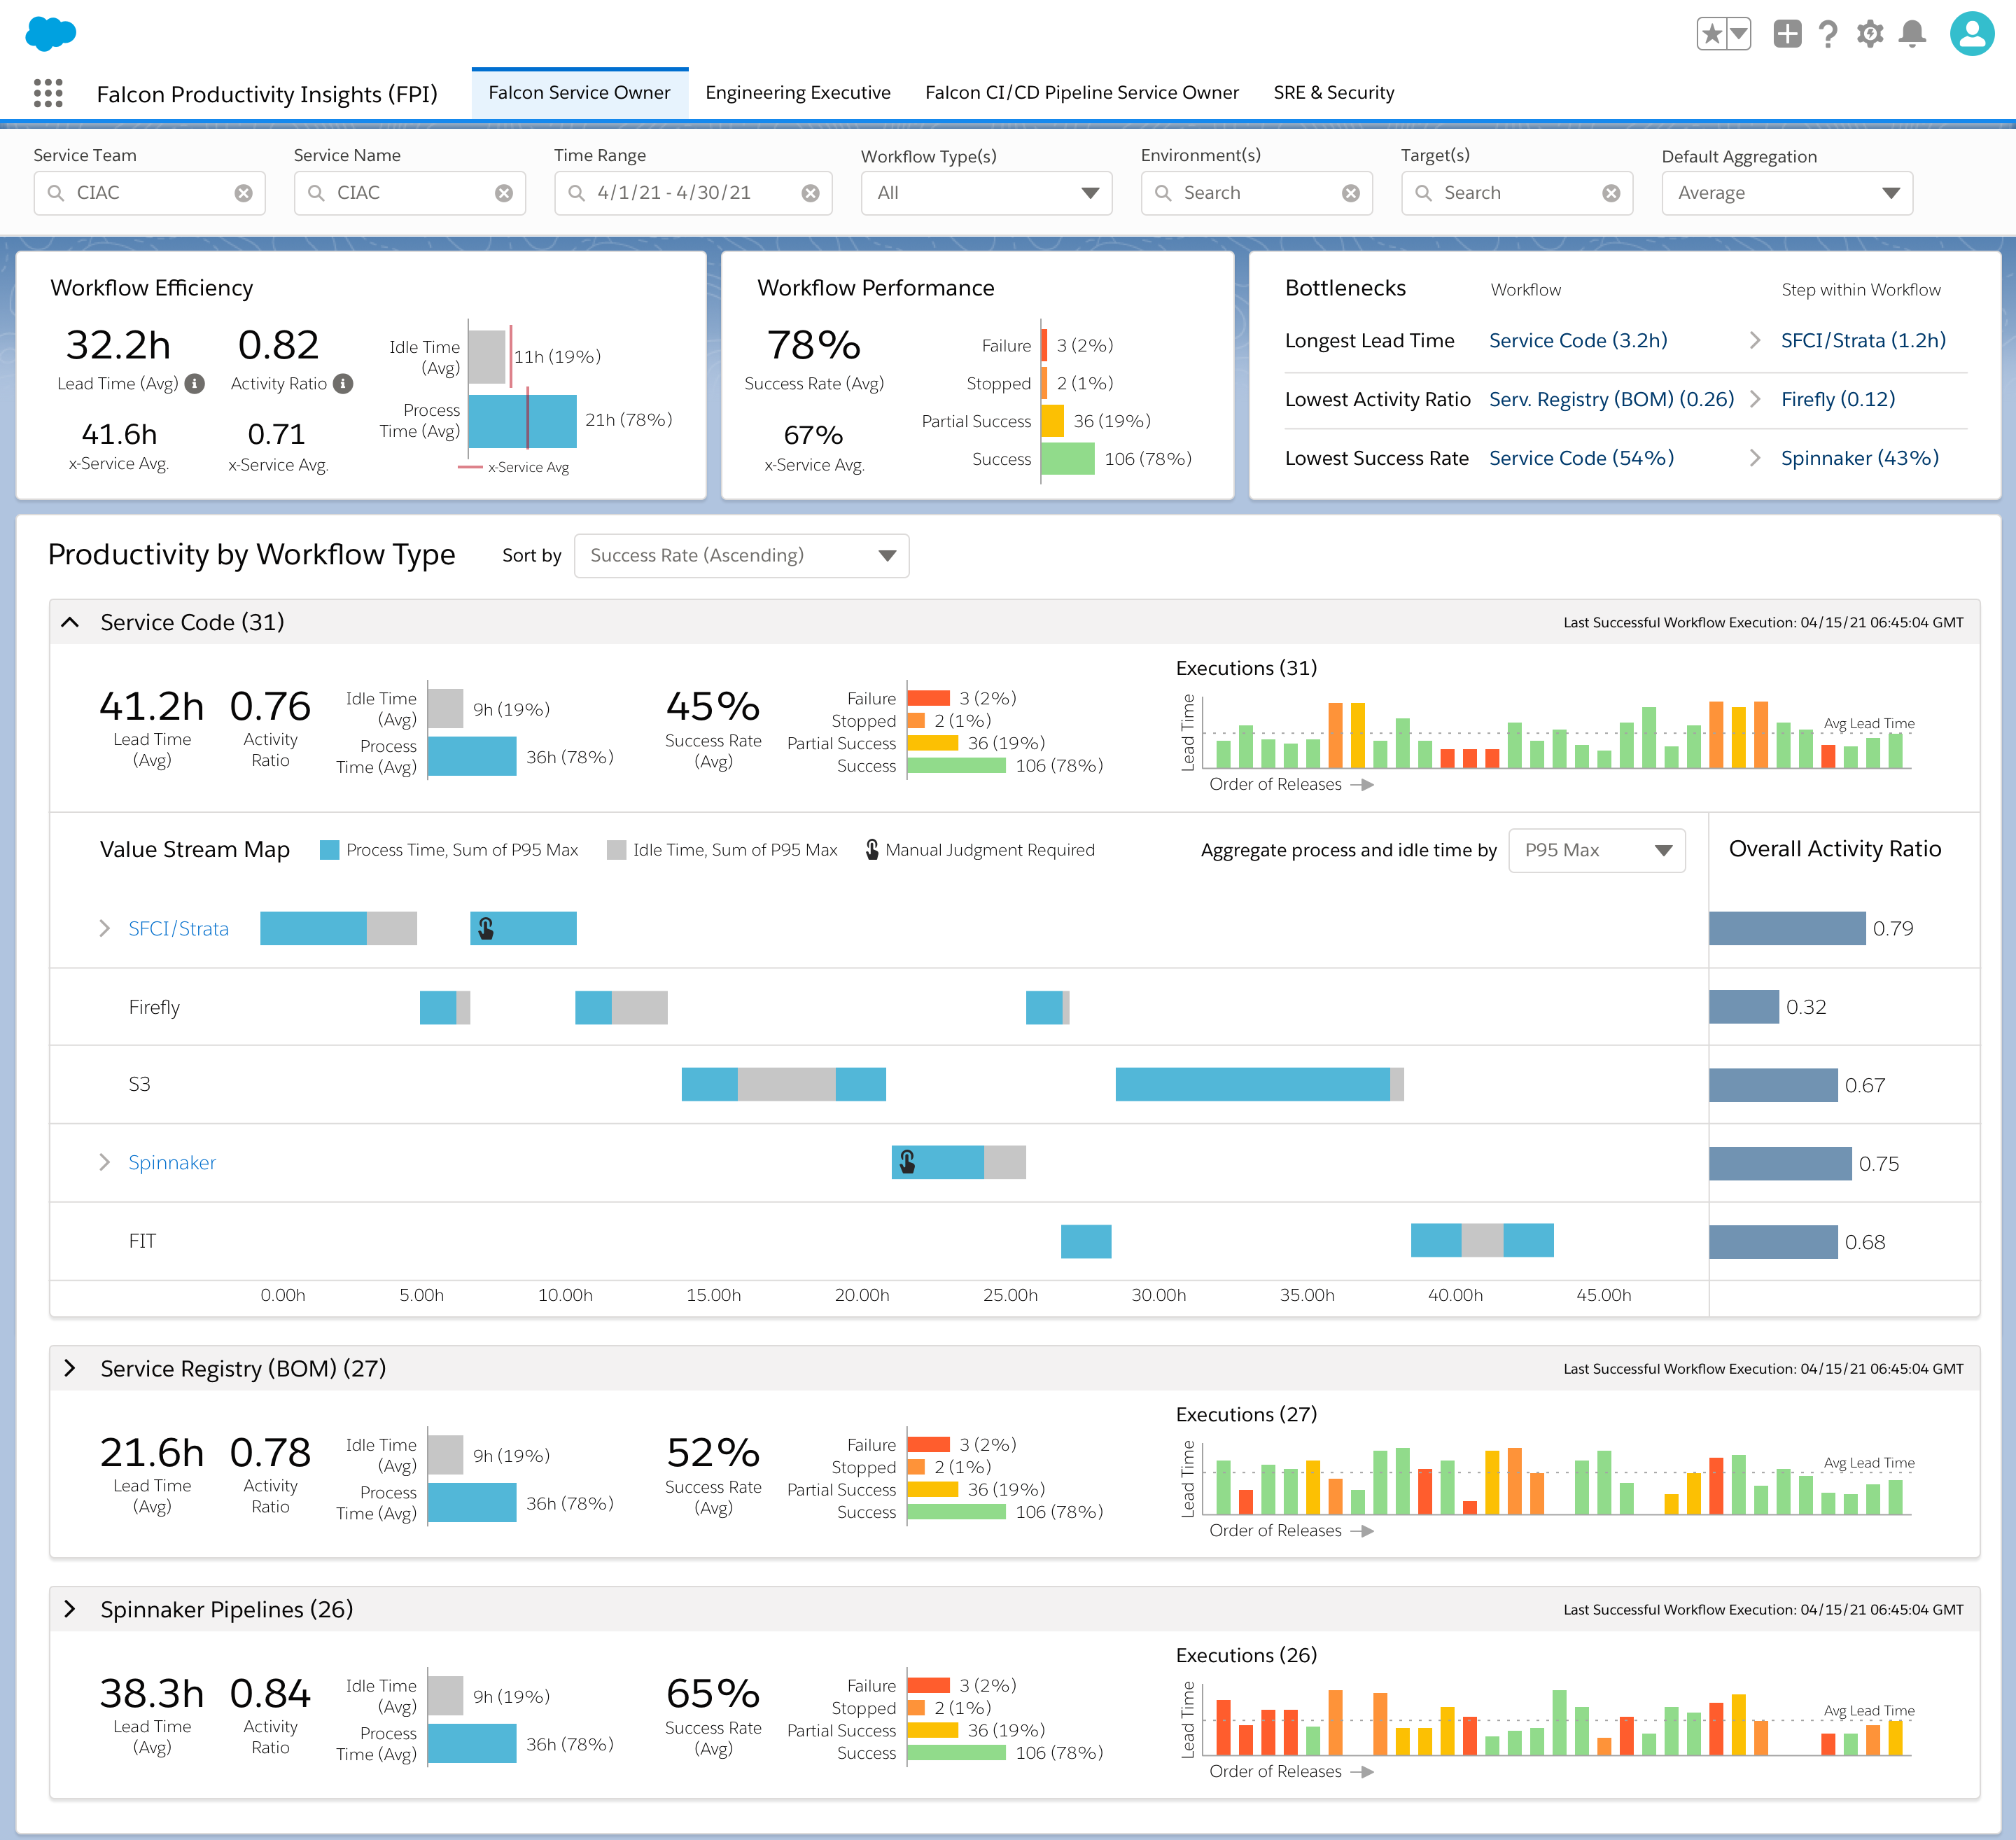 Falcon Productivity Insights (FPI)
Falcon Service Owner
Engineering Executive
Falcon CI/CD Pipeline Service Owner
SRE & Security
Service Team
Service Name
Time Range
Workflow Type(s)
Environment(s)
Target(s)
Default Aggregation
CIAC
CIAC
4/1/21 - 4/30/21
All
Search
Search
Average
Workflow Efficiency
32.2h
Lead Time (Avg)
0.82
Activity Ratio
41.6h
x-Service Avg.
0.71
x-Service Avg.
Idle Time
(Avg)
11h (19%)
Process
Time (Avg)
21h (78%)
x-Service Avg
Workflow Performance
78%
Success Rate (Avg)
67%
x-Service Avg.
Failure 3 (2%)
Stopped 2 (1%)
Partial Success 36 (19%)
Success 106 (78%)
Bottlenecks Workflow Step within Workflow
Longest Lead Time Service Code (3.2h) SFCI/Strata (1.2h)
Lowest Activity Ratio Serv. Registry (BOM) (0.26) Firefly (0.12)
Lowest Success Rate Service Code (54%) Spinnaker (43%)
Productivity by Workflow Type
Sort by Success Rate (Ascending)
Service Code (31)
Last Successful Workflow Execution: 04/15/21 06:45:04 GMT
41.2h
Lead Time
(Avg)
0.76
Activity
Ratio
Idle Time
(Avg)
9h (19%)
Process
Time (Avg)
36h (78%)
45%
Success Rate
(Avg)
Failure 3 (2%)
Stopped 2 (1%)
Partial Success 36 (19%)
Success 106 (78%)
Executions (31)
Lead Time
Avg Lead Time
Order of Releases
Value Stream Map
Process Time, Sum of P95 Max
Idle Time, Sum of P95 Max
Manual Judgment Required
Aggregate process and idle time by P95 Max
Overall Activity Ratio
SFCI/Strata 0.79
Firefly 0.32
S3 0.67
Spinnaker 0.75
FIT 0.68
0.00h 5.00h 10.00h 15.00h 20.00h 25.00h 30.00h 35.00h 40.00h 45.00h
Service Registry (BOM) (27)
Last Successful Workflow Execution: 04/15/21 06:45:04 GMT
21.6h
Lead Time
(Avg)
0.78
Activity
Ratio
Idle Time
(Avg)
9h (19%)
Process
Time (Avg)
36h (78%)
52%
Success Rate
(Avg)
Failure 3 (2%)
Stopped 2 (1%)
Partial Success 36 (19%)
Success 106 (78%)
Executions (27)
Lead Time
Avg Lead Time
Order of Releases
Spinnaker Pipelines (26)
Last Successful Workflow Execution: 04/15/21 06:45:04 GMT
38.3h
Lead Time
(Avg)
0.84
Activity
Ratio
Idle Time
(Avg)
9h (19%)
Process
Time (Avg)
36h (78%)
65%
Success Rate
(Avg)
Failure 3 (2%)
Stopped 2 (1%)
Partial Success 36 (19%)
Success 106 (78%)
Executions (26)
Lead Time
Avg Lead Time
Order of Releases